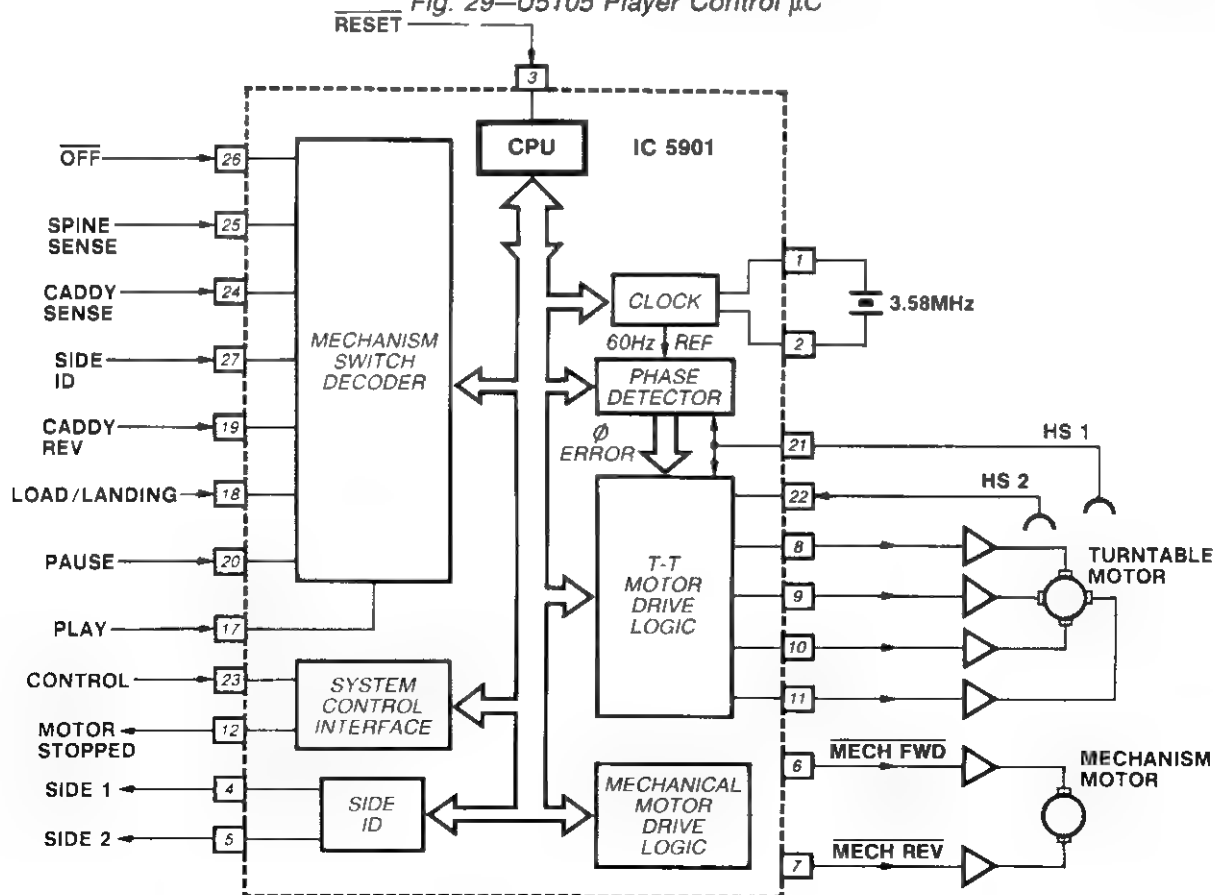 Fig. 29—U5105 Player Control µC
RESET
3
CPU
IC 5901
OFF
26
SPINE
SENSE
25
CADDY
SENSE
24
SIDE
ID
27
CADDY
REV
19
LOAD/LANDING
18
PAUSE
20
PLAY
17
CONTROL
23
MOTOR
STOPPED
12
SIDE 1
4
SIDE 2
5
MECHANISM
SWITCH
DECODER
SYSTEM
CONTROL
INTERFACE
SIDE
ID
CLOCK
1
2
3.58MHz
60Hz REF
PHASE
DETECTOR
Ø
ERROR
21
HS 1
22
HS 2
T-T
MOTOR
DRIVE
LOGIC
8
9
10
11
TURNTABLE
MOTOR
MECHANICAL
MOTOR
DRIVE
LOGIC
6
MECH FWD
7
MECH REV
MECHANISM
MOTOR